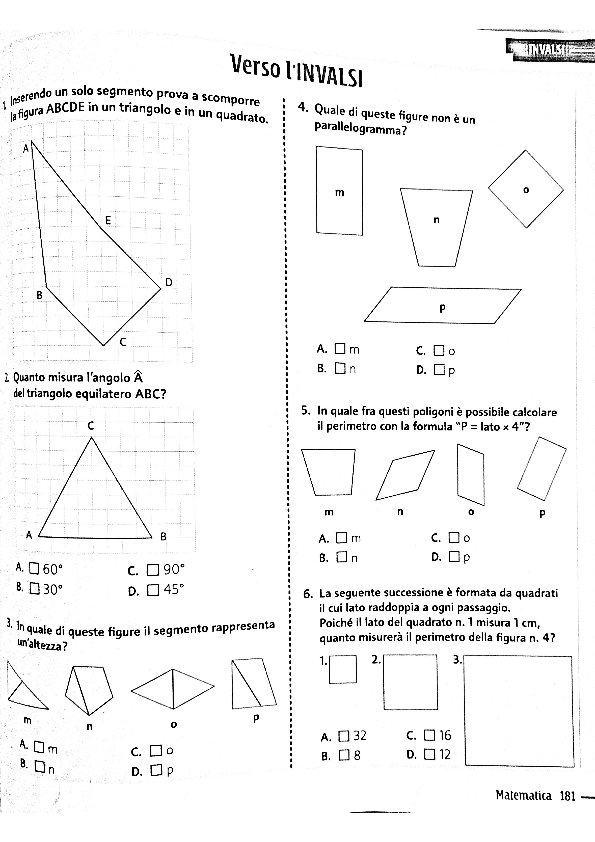 INVALSI
Verso l'INVALSI
1. Inserendo un solo segmento prova a scomporre
la figura ABCDE in un triangolo e in un quadrato.
A
E
D
B
C
2. Quanto misura l'angolo Â
del triangolo equilatero ABC?
C
A
B
A. 60°
C. 90°
B. 30°
D. 45°
3. In quale di queste figure il segmento rappresenta
un'altezza?
m
n
o
p
A. m
C. o
B. n
D. p
4. Quale di queste figure non è un
parallelogramma?
m
n
o
p
A. m
C. o
B. n
D. p
5. In quale fra questi poligoni è possibile calcolare
il perimetro con la formula “P = lato × 4”?
m
n
o
p
A. m
C. o
B. n
D. p
6. La seguente successione è formata da quadrati
il cui lato raddoppia a ogni passaggio.
Poiché il lato del quadrato n. 1 misura 1 cm,
quanto misurerà il perimetro della figura n. 4?
1.
2.
3.
A. 32
C. 16
B. 8
D. 12
Matematica 181